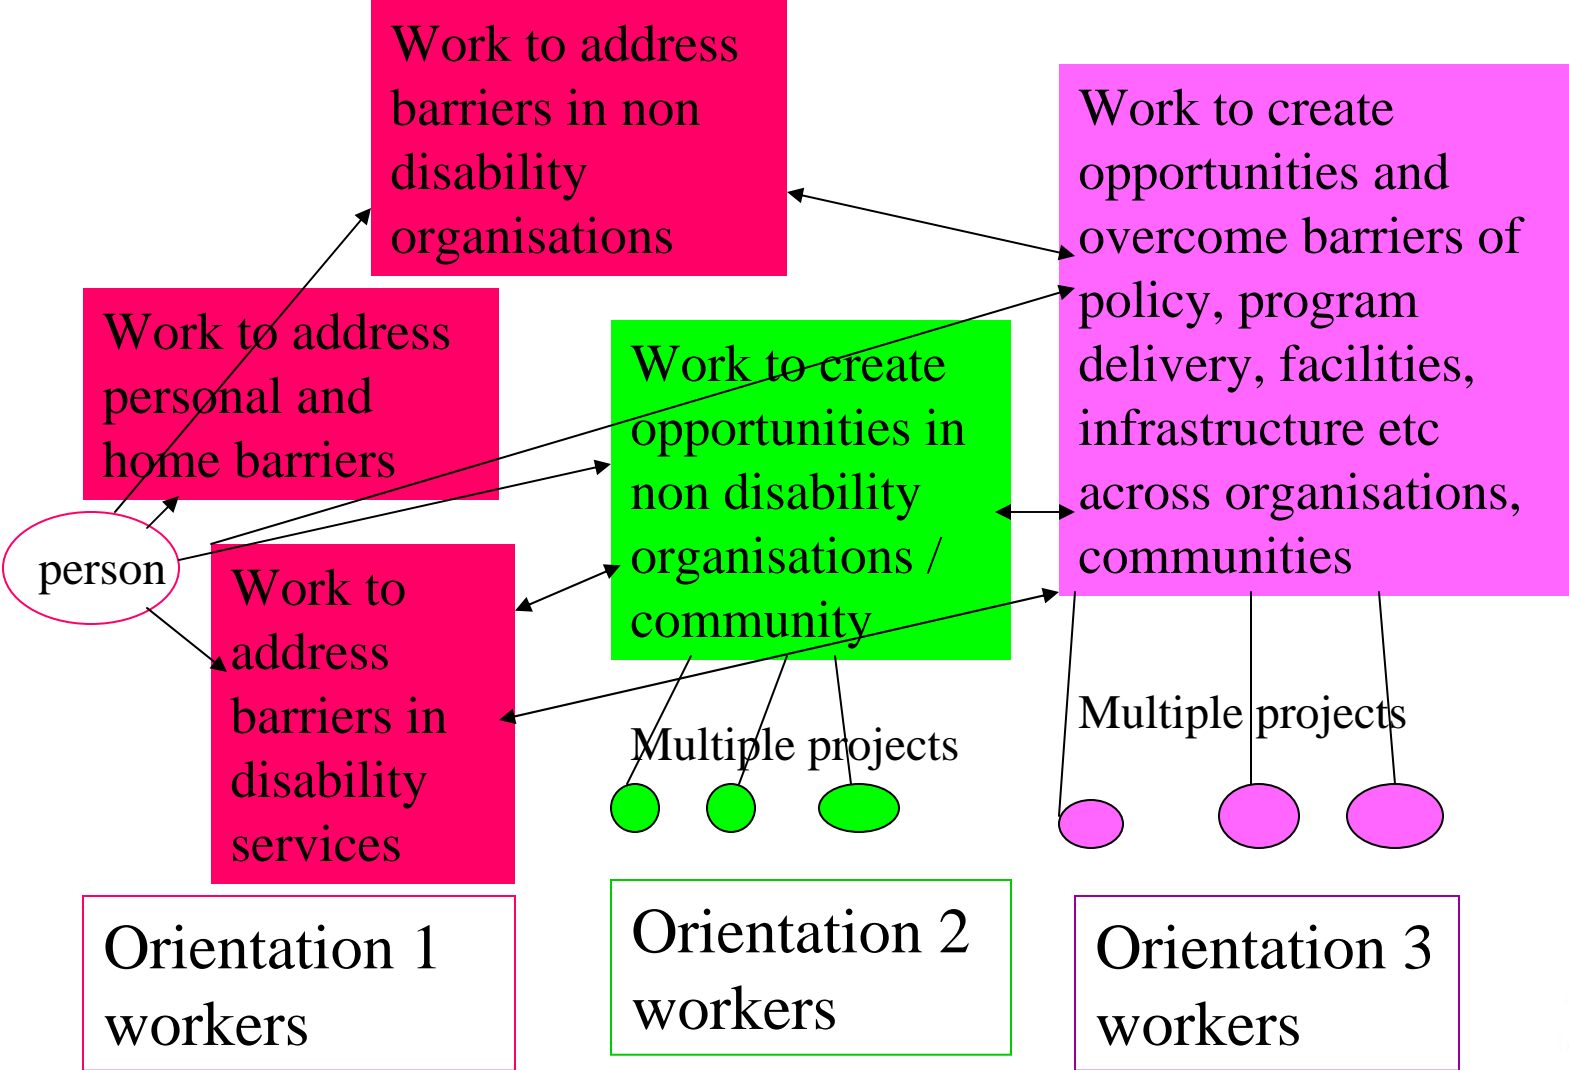 Work to address
barriers in non
disability
organisations
Work to address
personal and
home barriers
person
Work to
address
barriers in
disability
services
Work to create
opportunities in
non disability
organisations /
community
Multiple projects
Work to create
opportunities and
overcome barriers of
policy, program
delivery, facilities,
infrastructure etc
across organisations,
communities
Multiple projects
Orientation 1
workers
Orientation 2
workers
Orientation 3
workers